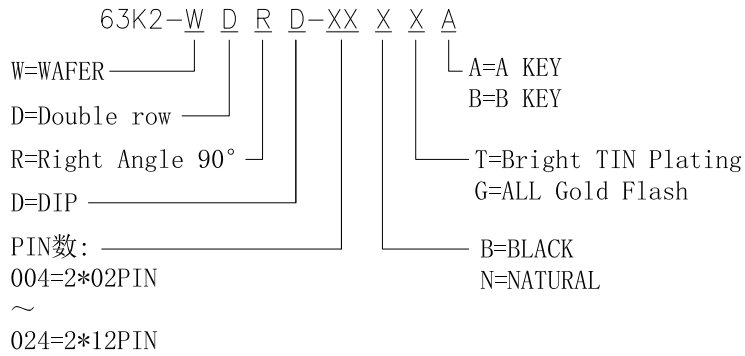 63K2-W D R D-XX X X A
W=WAFER
D=Double row
R=Right Angle 90°
D=DIP
PIN数:
004=2*02PIN
～
024=2*12PIN
A=A KEY
B=B KEY
T=Bright TIN Plating
G=ALL Gold Flash
B=BLACK
N=NATURAL